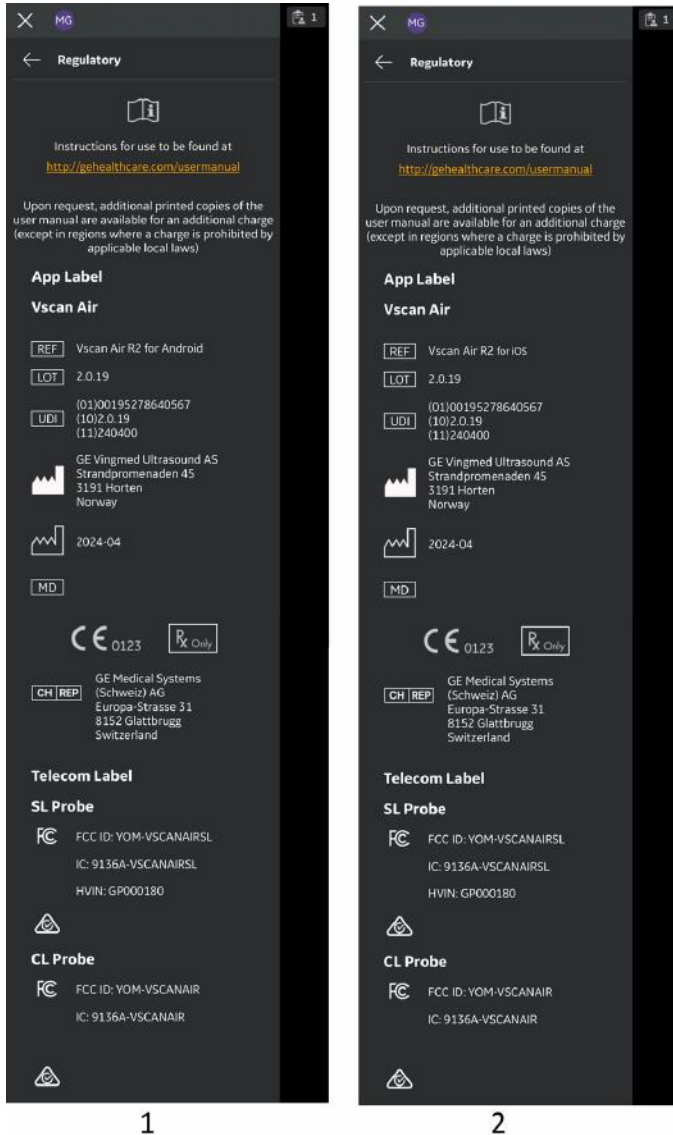 MG
1
Regulatory
Instructions for use to be found at
http://gehealthcare.com/usermanual
Upon request, additional printed copies of the
user manual are available for an additional charge
(except in regions where a charge is prohibited by
applicable local laws)
App Label
Vscan Air
REF Vscan Air R2 for Android
LOT 2.0.19
UDI (01)00195278640567
(10)2.0.19
(11)240400
GE Vingmed Ultrasound AS
Strandpromenaden 45
3191 Horten
Norway
2024-04
MD
CE 0123 Rx Only
CH REP GE Medical Systems
(Schweiz) AG
Europa-Strasse 31
8152 Glattbrugg
Switzerland
Telecom Label
SL Probe
FC FCC ID: YOM-VSCANAIRSL
IC: 9136A-VSCANAIRSL
HVIN: GP000180
CL Probe
FC FCC ID: YOM-VSCANAIR
IC: 9136A-VSCANAIR
1
MG
1
Regulatory
Instructions for use to be found at
http://gehealthcare.com/usermanual
Upon request, additional printed copies of the
user manual are available for an additional charge
(except in regions where a charge is prohibited by
applicable local laws)
App Label
Vscan Air
REF Vscan Air R2 for iOS
LOT 2.0.19
UDI (01)00195278640567
(10)2.0.19
(11)240400
GE Vingmed Ultrasound AS
Strandpromenaden 45
3191 Horten
Norway
2024-04
MD
CE 0123 Rx Only
CH REP GE Medical Systems
(Schweiz) AG
Europa-Strasse 31
8152 Glattbrugg
Switzerland
Telecom Label
SL Probe
FC FCC ID: YOM-VSCANAIRSL
IC: 9136A-VSCANAIRSL
HVIN: GP000180
CL Probe
FC FCC ID: YOM-VSCANAIR
IC: 9136A-VSCANAIR
2